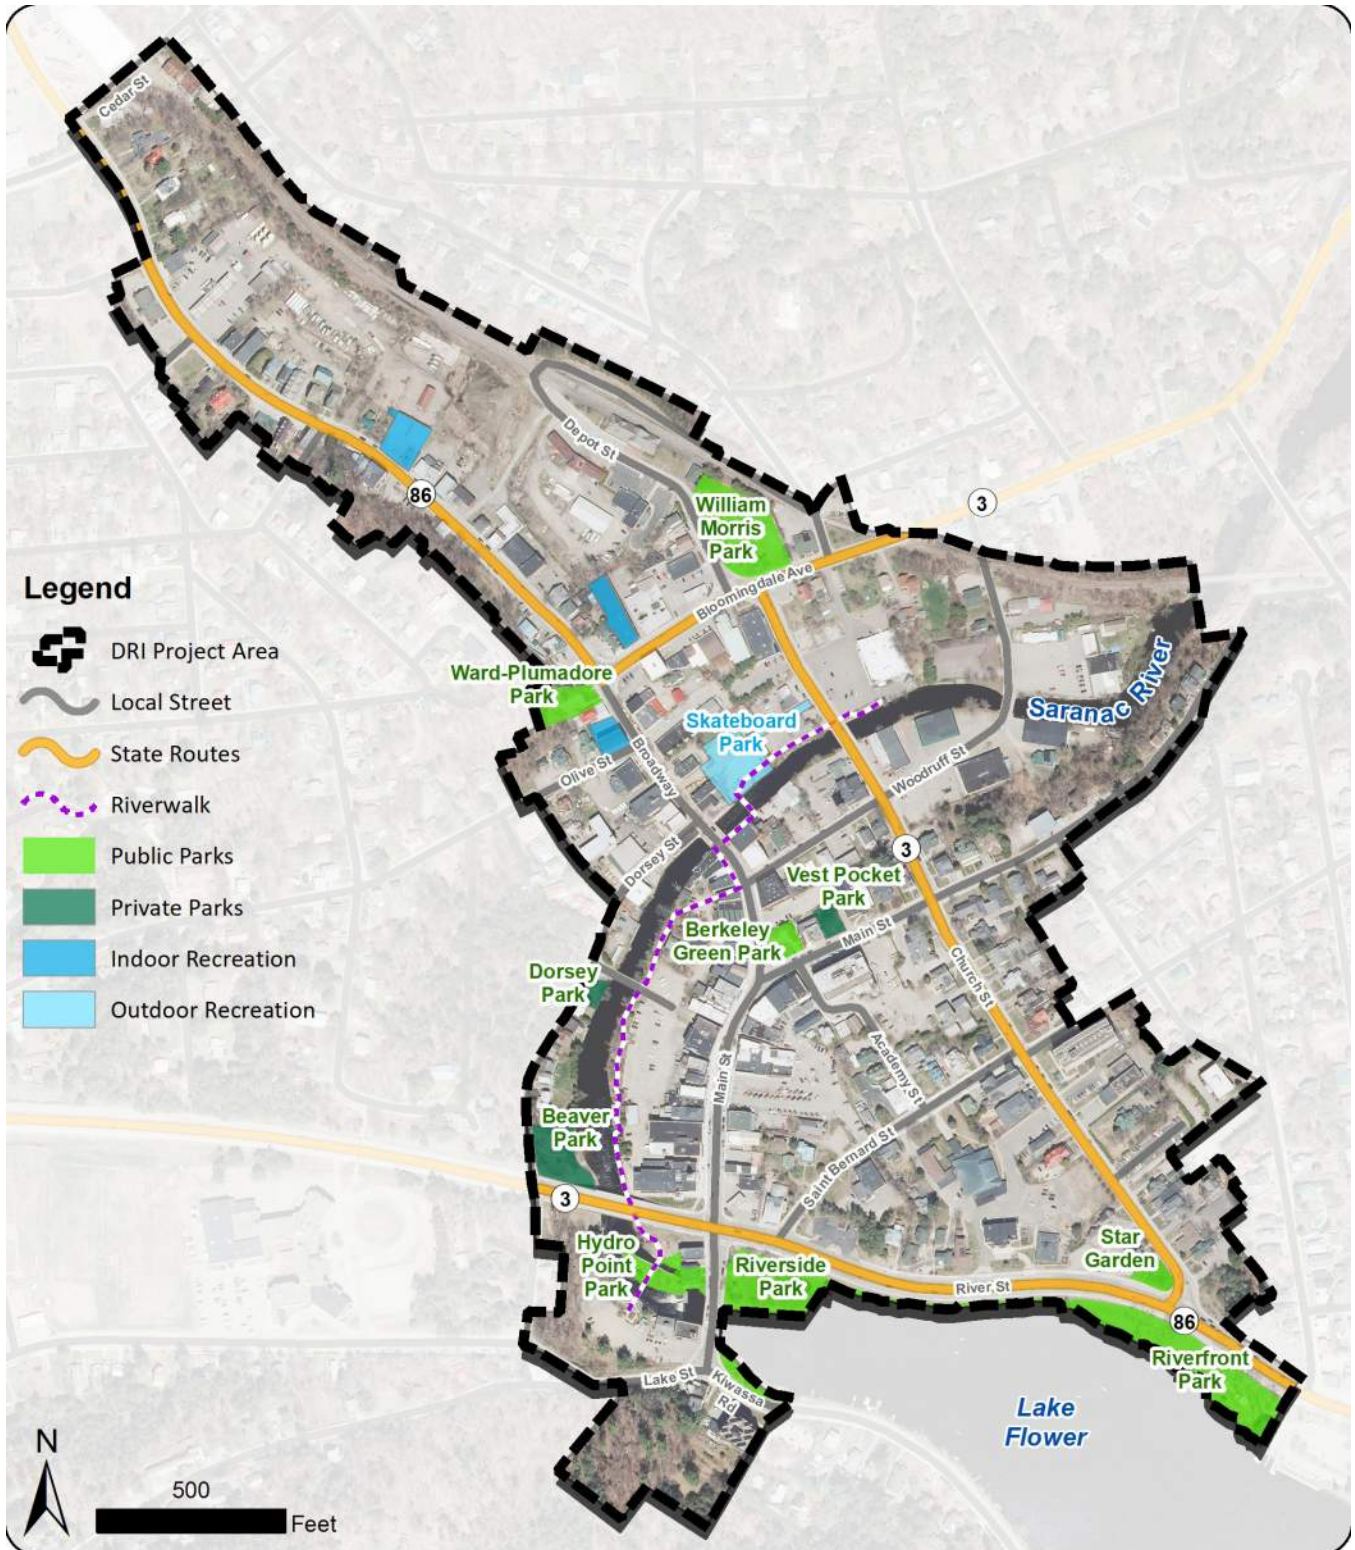 Cedar St
Depot St
86
William
Morris
Park
3
Bloomingdale Ave
Legend
DRI Project Area
Local Street
State Routes
Riverwalk
Public Parks
Private Parks
Indoor Recreation
Outdoor Recreation
Ward-Plumadore
Park
Saranac River
Skateboard
Park
Olive St
Broadway
Woodruff St
Dorsey St
3
Vest Pocket
Park
Berkeley
Green Park
Main St
Dorsey
Park
Church St
Academy St
Main St
Beaver
Park
Saint Bernard St
3
Hydro
Point
Park
Riverside
Park
Star
Garden
River St
86
Riverfront
Park
Lake St
Kiwassa
Rd
Lake
Flower
N
500
Feet